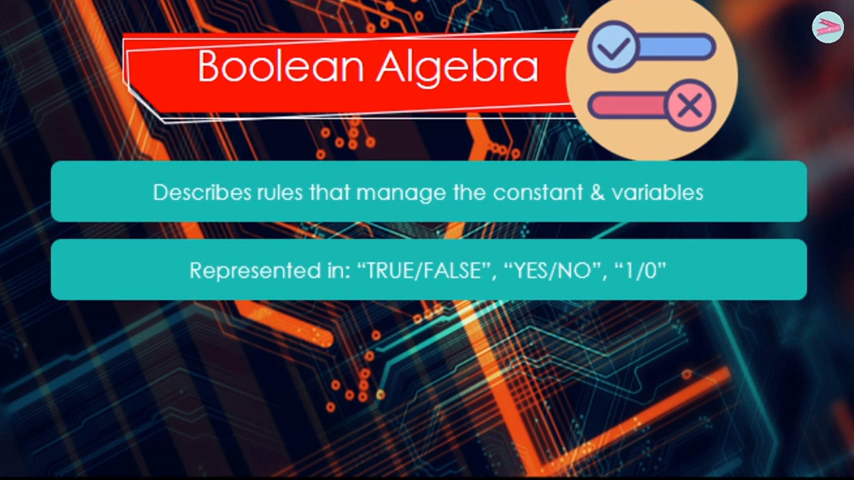 Boolean Algebra
Describes rules that manage the constant & variables
Represented in: “TRUE/FALSE”, “YES/NO”, “1/0”